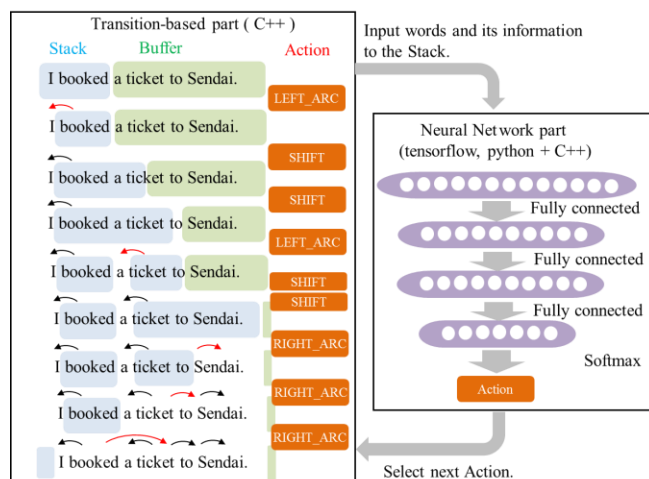 Transition-based part ( C++ )
Stack Buffer Action
I booked a ticket to Sendai.
LEFT_ARC
I booked a ticket to Sendai.
SHIFT
I booked a ticket to Sendai.
SHIFT
I booked a ticket to Sendai.
LEFT_ARC
I booked a ticket to Sendai.
SHIFT
SHIFT
I booked a ticket to Sendai.
RIGHT_ARC
I booked a ticket to Sendai.
RIGHT_ARC
I booked a ticket to Sendai.
RIGHT_ARC
I booked a ticket to Sendai.
Input words and its information
to the Stack.
Neural Network part
(tensorflow, python + C++)
Fully connected
Fully connected
Fully connected
Softmax
Action
Select next Action.